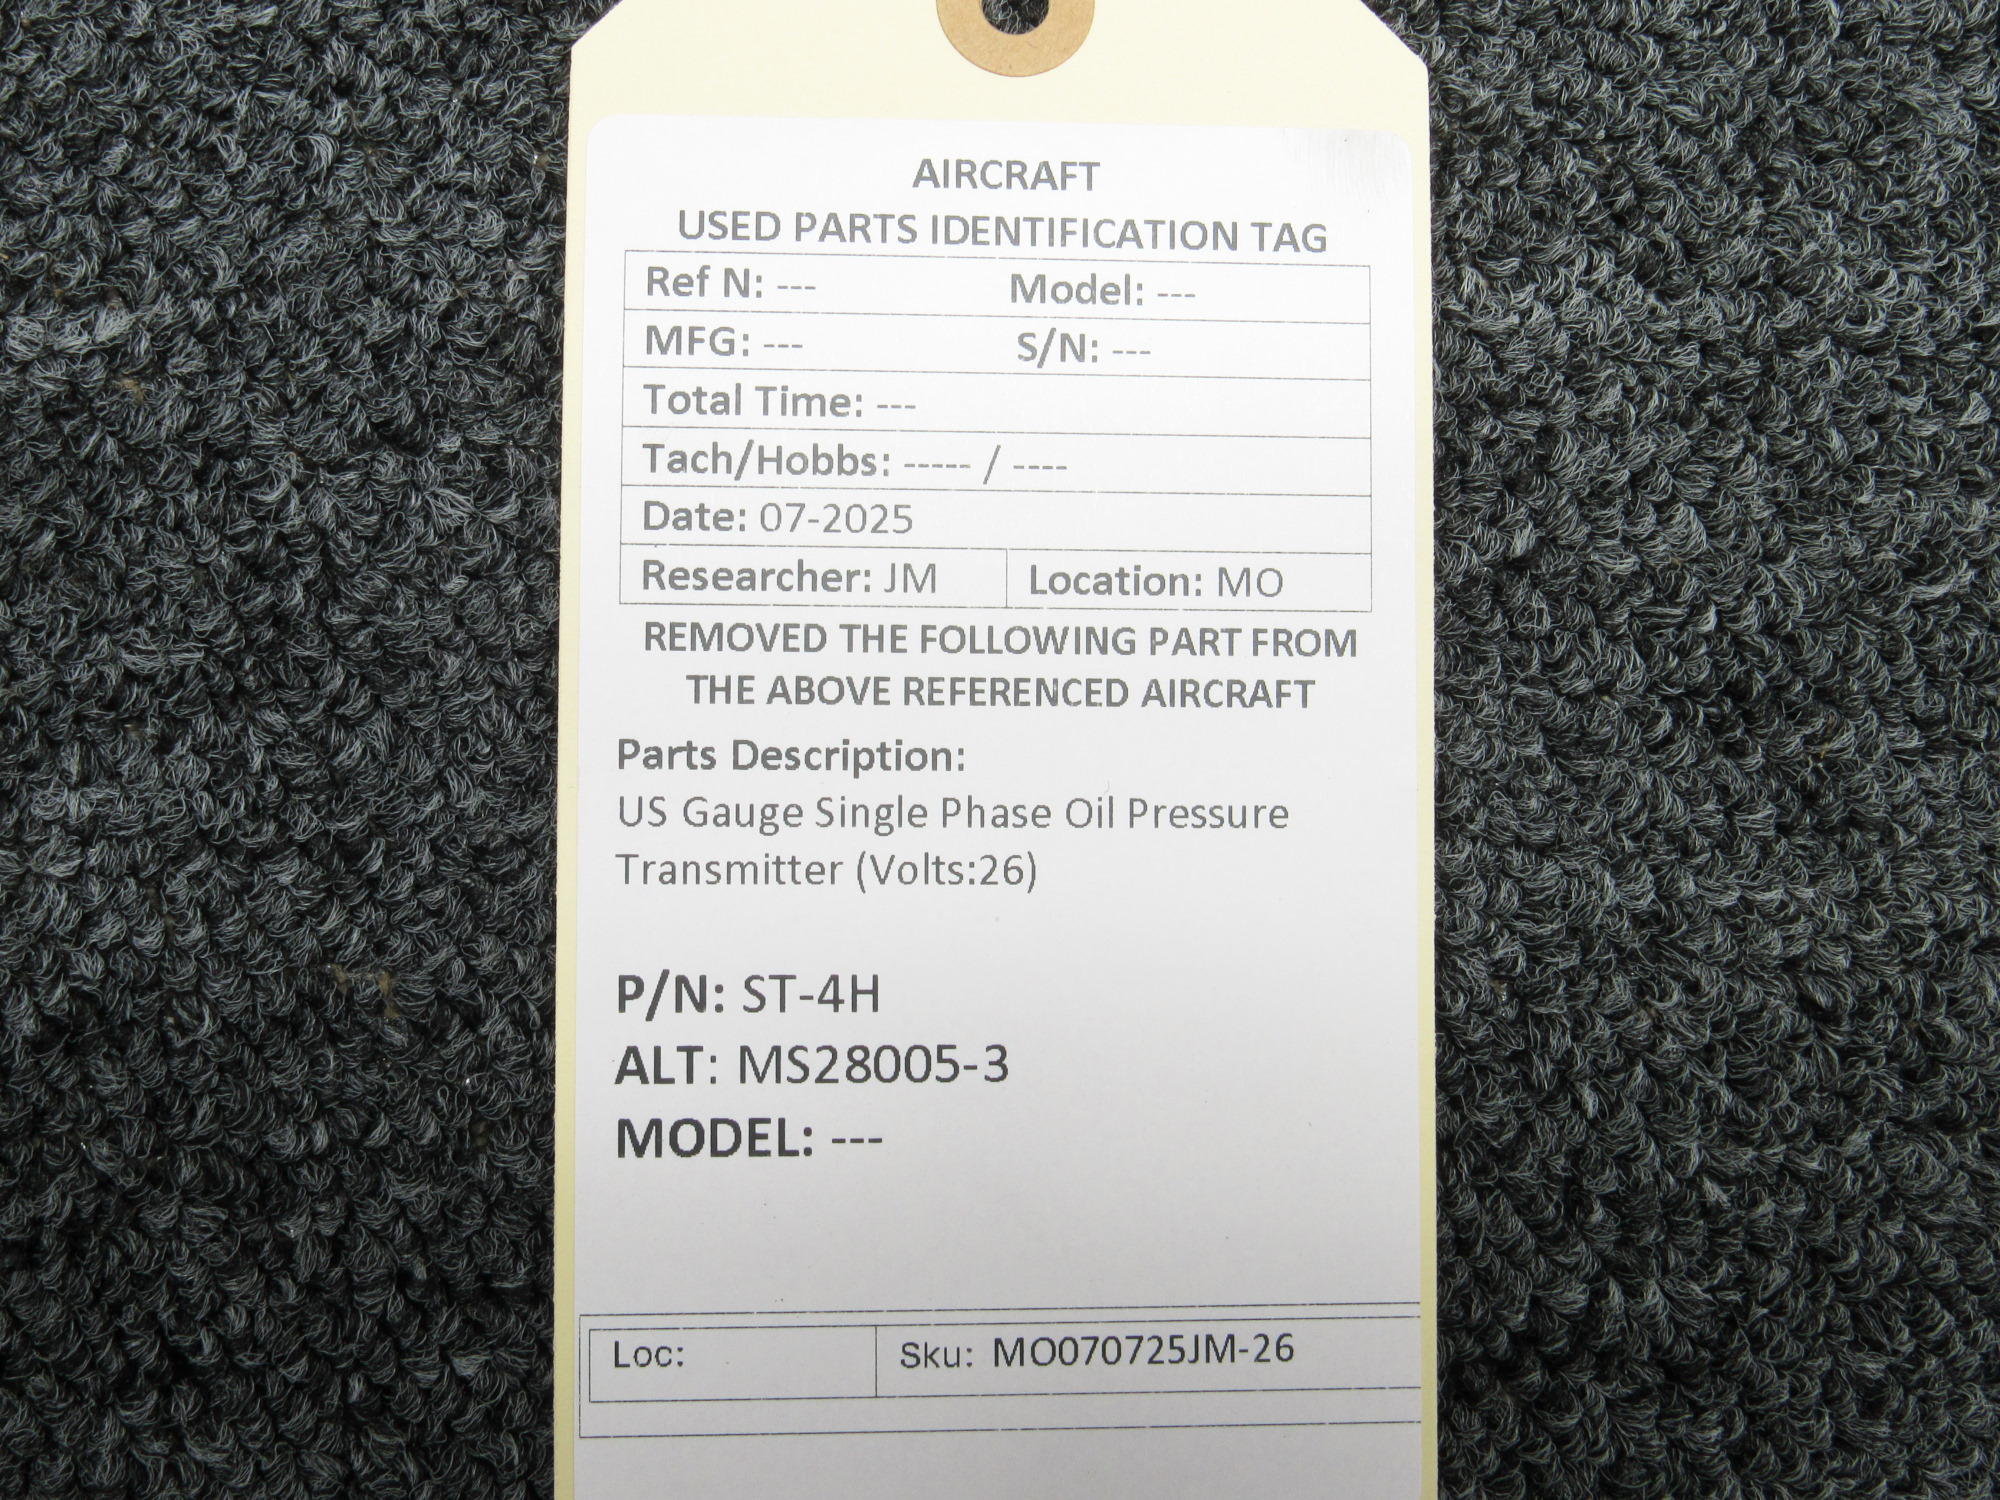 AIRCRAFT
USED PARTS IDENTIFICATION TAG
Ref N: --- Model: ---
MFG: --- S/N: ---
Total Time: ---
Tach/Hobbs: ----- / ----
Date: 07-2025
Researcher: JM Location: MO
REMOVED THE FOLLOWING PART FROM
THE ABOVE REFERENCED AIRCRAFT
Parts Description:
US Gauge Single Phase Oil Pressure
Transmitter (Volts:26)
P/N: ST-4H
ALT: MS28005-3
MODEL: ---
Loc: Sku: MO070725JM-26